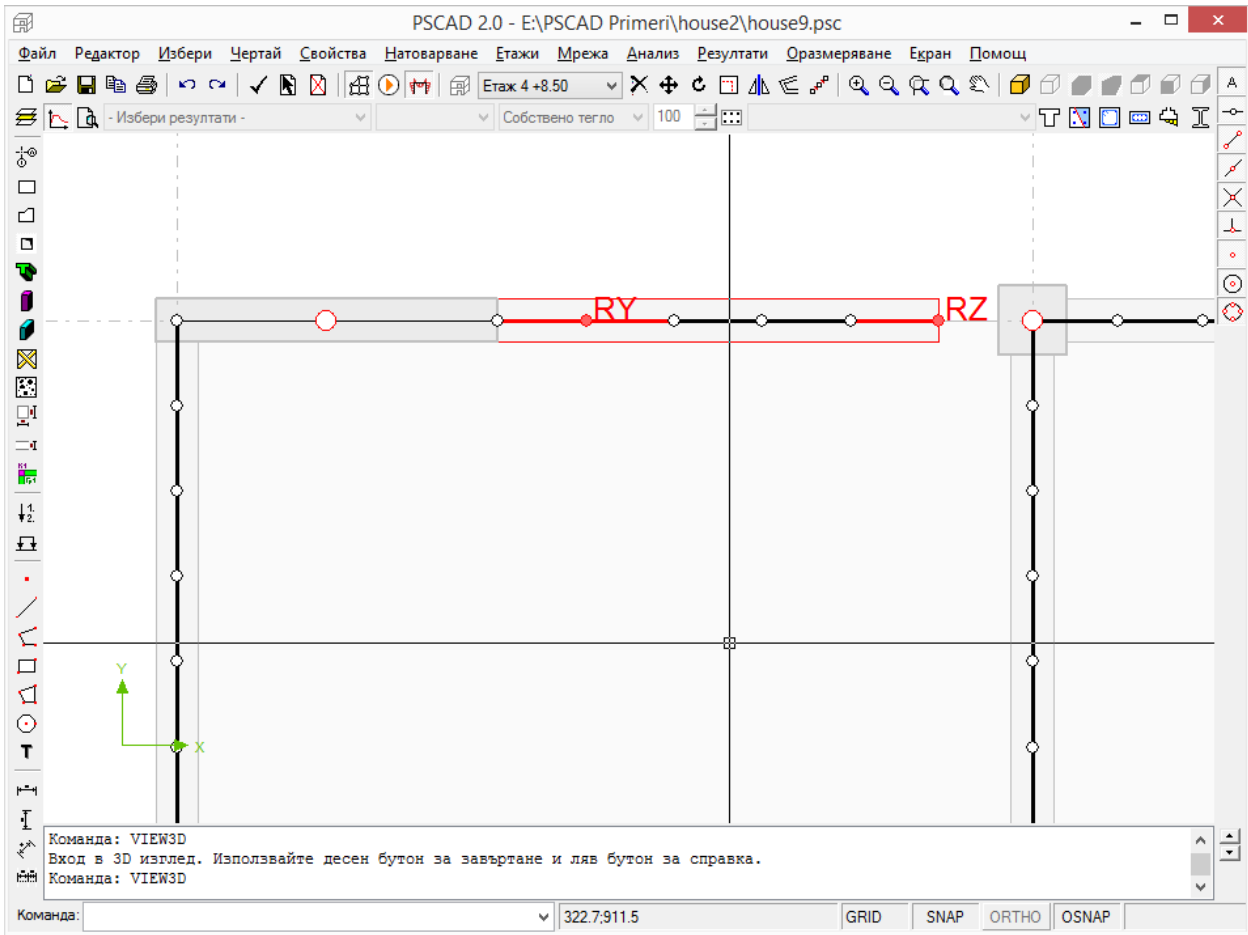 PSCAD 2.0 - E:\PSCAD Primeri\house2\house9.psc
Файл Редактор Избери Чертай Свойства Натоварване Етажи Мрежа Анализ Резултати Оразмеряване Екран Помощ
Етаж 4 +8.50
A
- Избери резултати - Собствено тегло 100
RY RZ
Y
X
T
Команда: VIEW3D
Вход в 3D изглед. Използвайте десен бутон за завъртане и ляв бутон за справка.
Команда: VIEW3D
Команда: 322.7;911.5 GRID SNAP ORTHO OSNAP